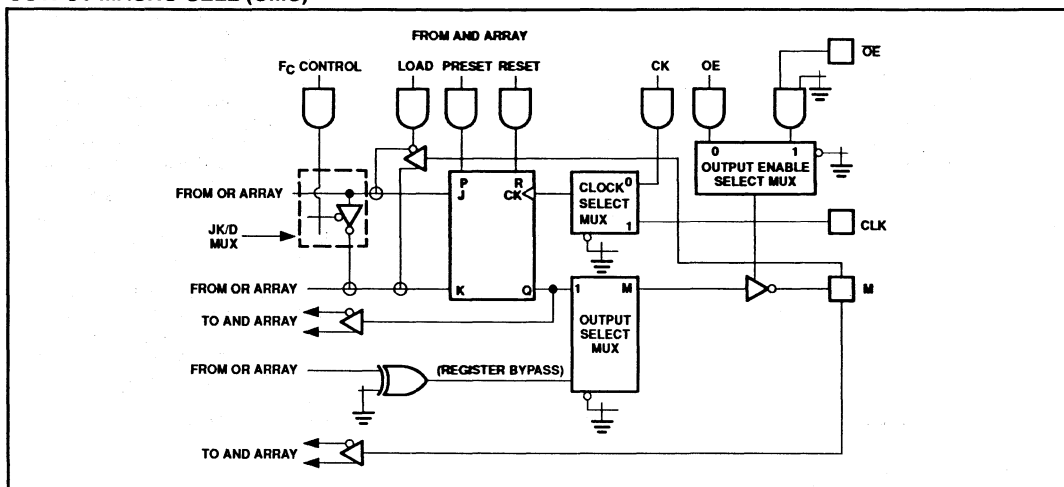 FROM AND ARRAY
FC CONTROL LOAD PRESET RESET CK OE OE
0 1
OUTPUT ENABLE
SELECT MUX
FROM OR ARRAY
P R
J CK
CLOCK 0
SELECT
MUX 1
CLK
JK/D
MUX
FROM OR ARRAY
K Q
1 M
M
OUTPUT
SELECT
MUX
TO AND ARRAY
FROM OR ARRAY
(REGISTER BYPASS)
TO AND ARRAY